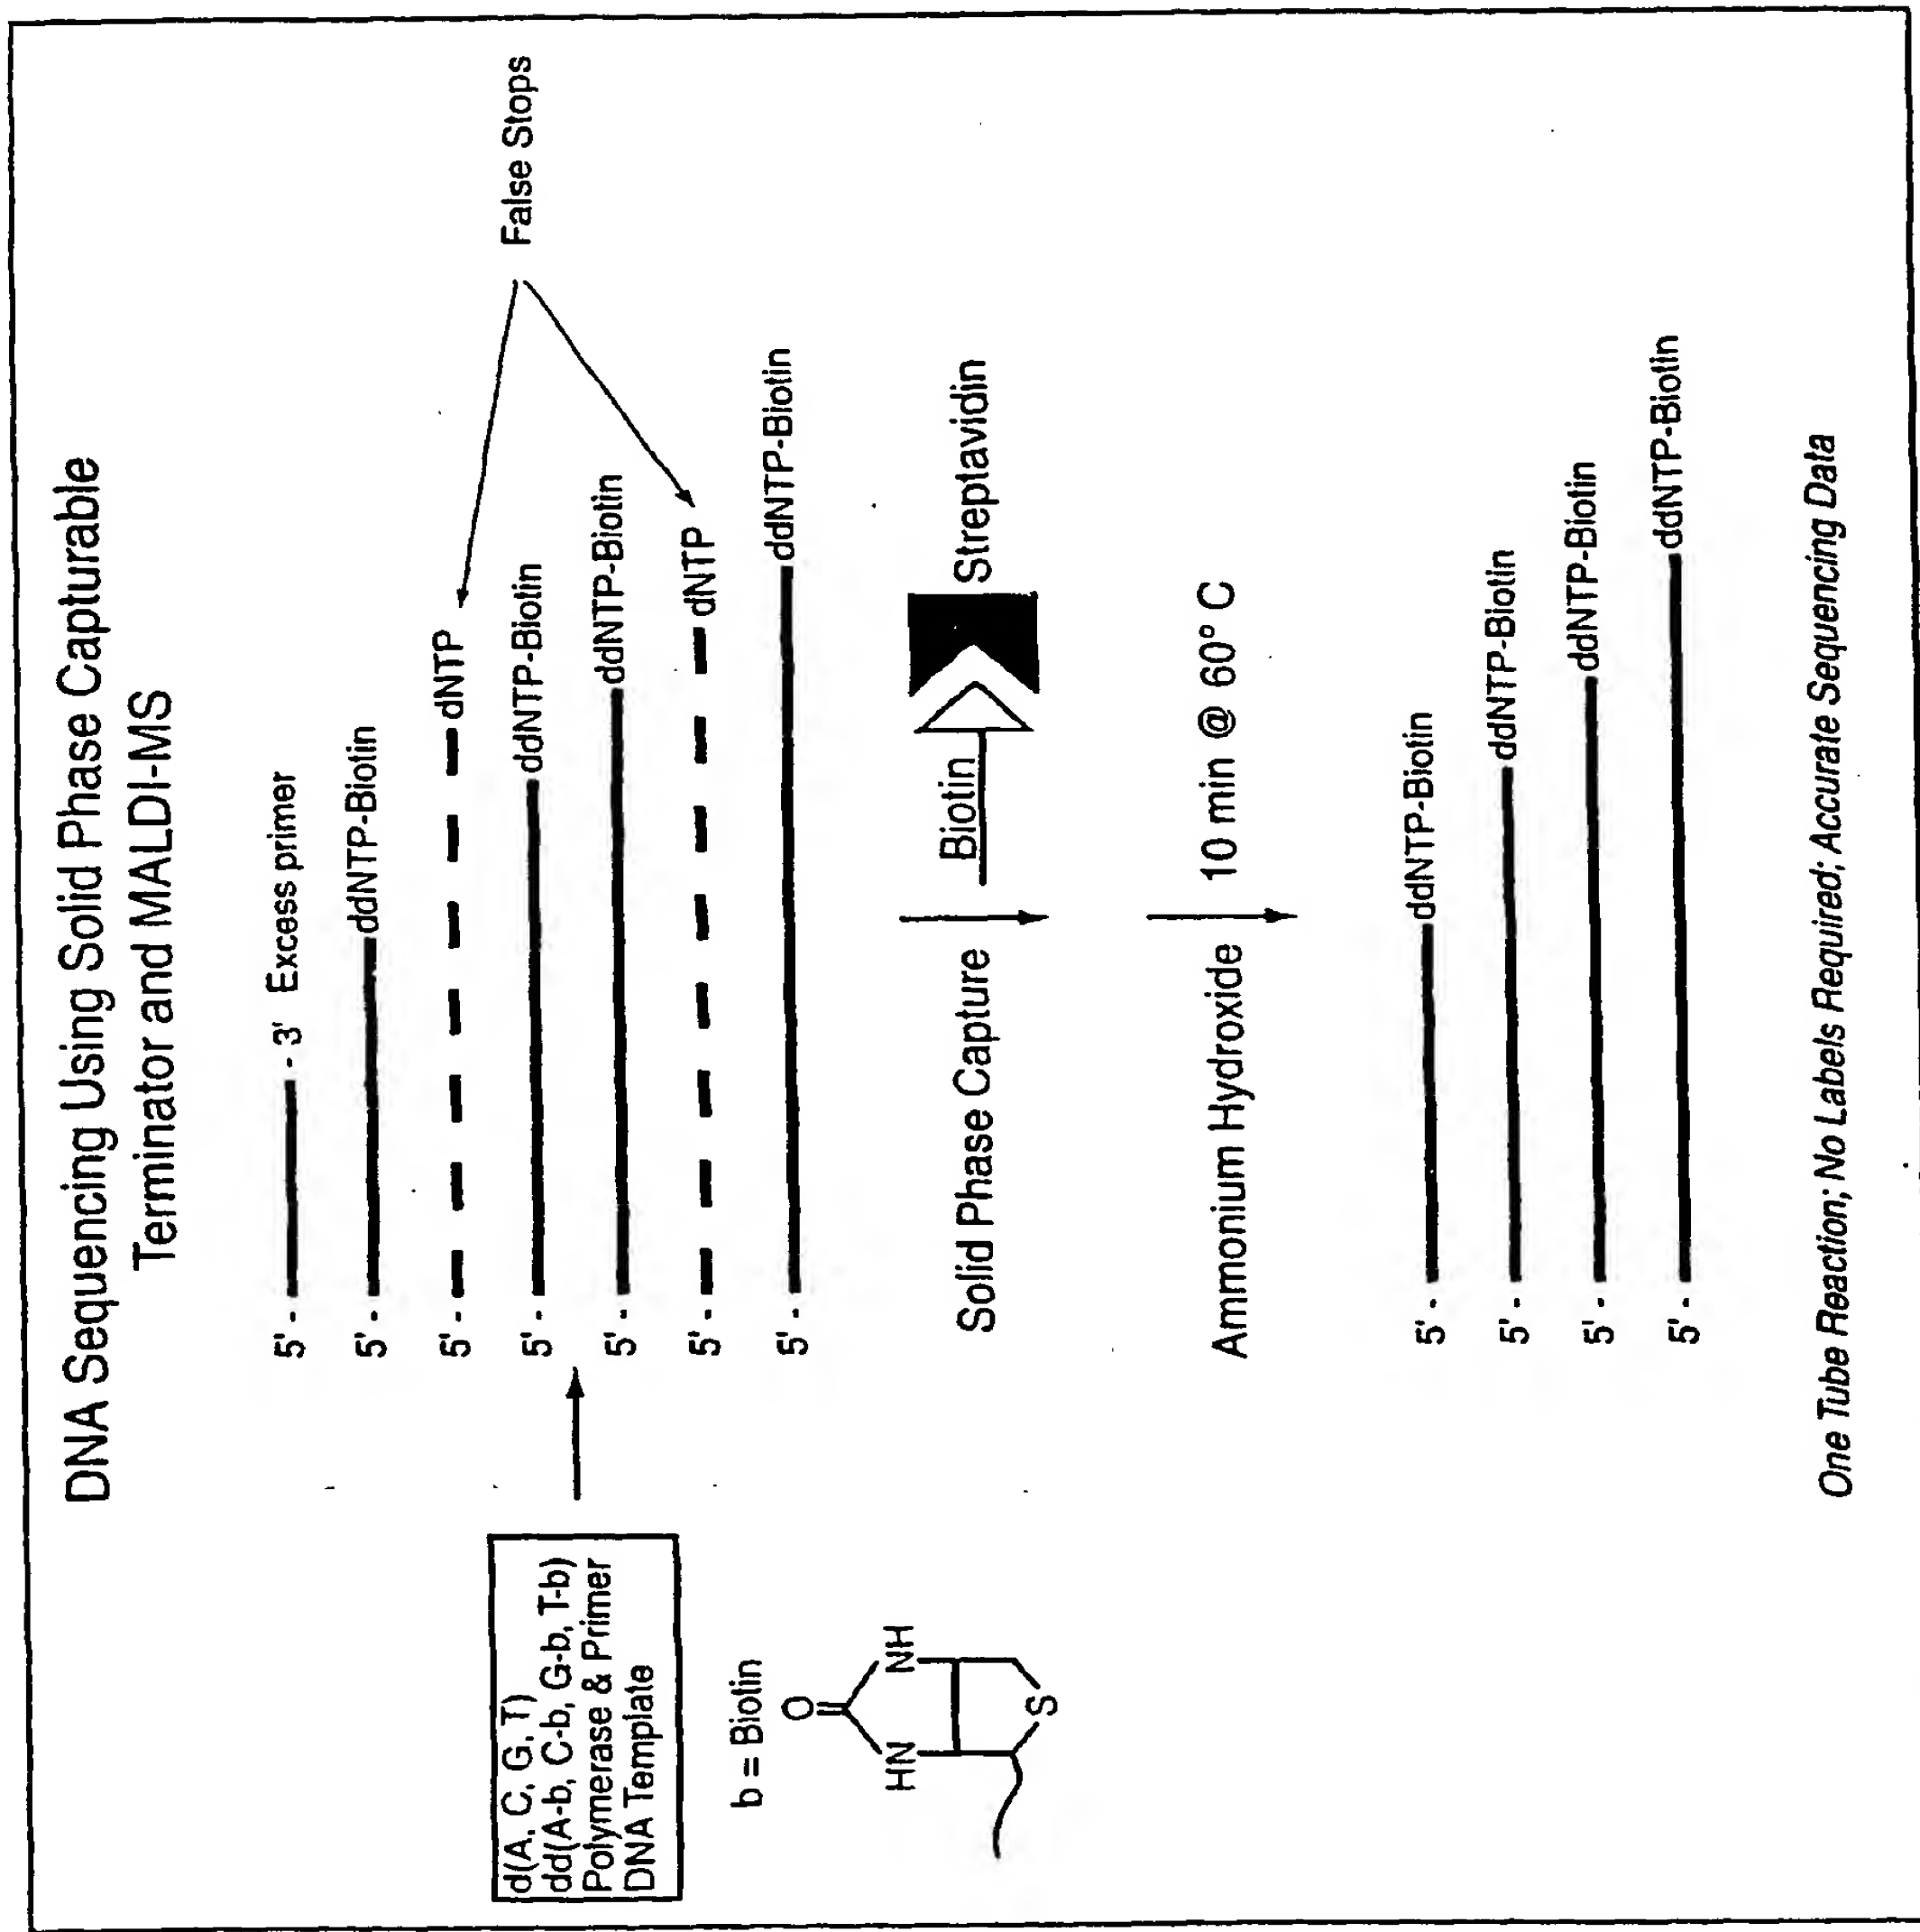 DNA Sequencing Using Solid Phase Capturable
Terminator and MALDI-MS
5' - - 3' Excess primer
5' - ddNTP-Biotin
5' - dNTP
False Stops
5' - ddNTP-Biotin
5' - ddNTP-Biotin
5' - dNTP
5' - ddNTP-Biotin
d(A, C, G, T)
dd(A-b, C-b, G-b, T-b)
Polymerase & Primer
DNA Template
b = Biotin
O
HN NH
S
Solid Phase Capture Biotin Streptavidin
Ammonium Hydroxide 10 min @ 60° C
5' - ddNTP-Biotin
5' - ddNTP-Biotin
5' - ddNTP-Biotin
5' - ddNTP-Biotin
One Tube Reaction; No Labels Required; Accurate Sequencing Data